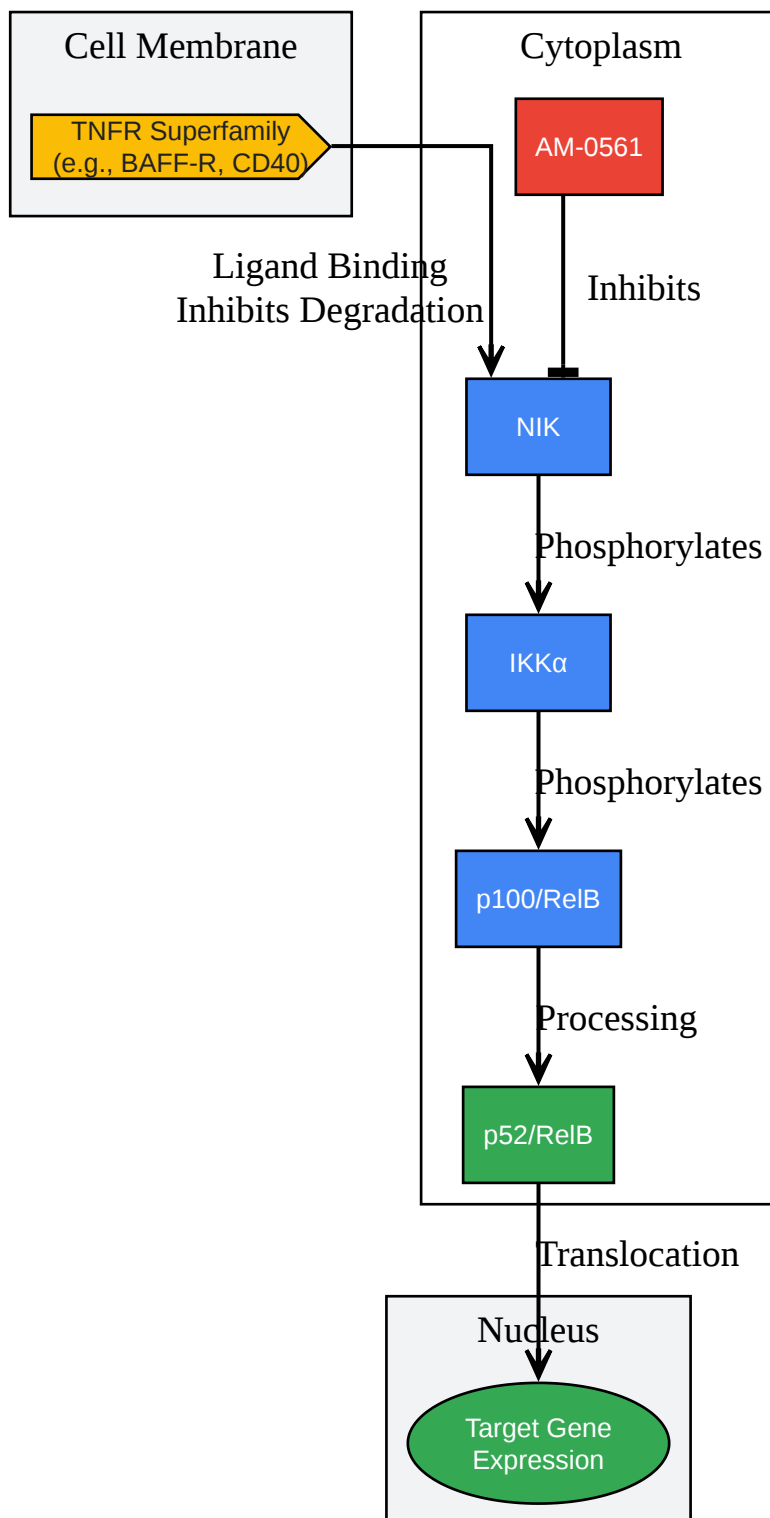 Cell Membrane
TNFR Superfamily
(e.g., BAFF-R, CD40)
Cytoplasm
AM-0561
Ligand Binding
Inhibits Degradation
Inhibits
NIK
Phosphorylates
IKKα
Phosphorylates
p100/RelB
Processing
p52/RelB
Translocation
Nucleus
Target Gene
Expression